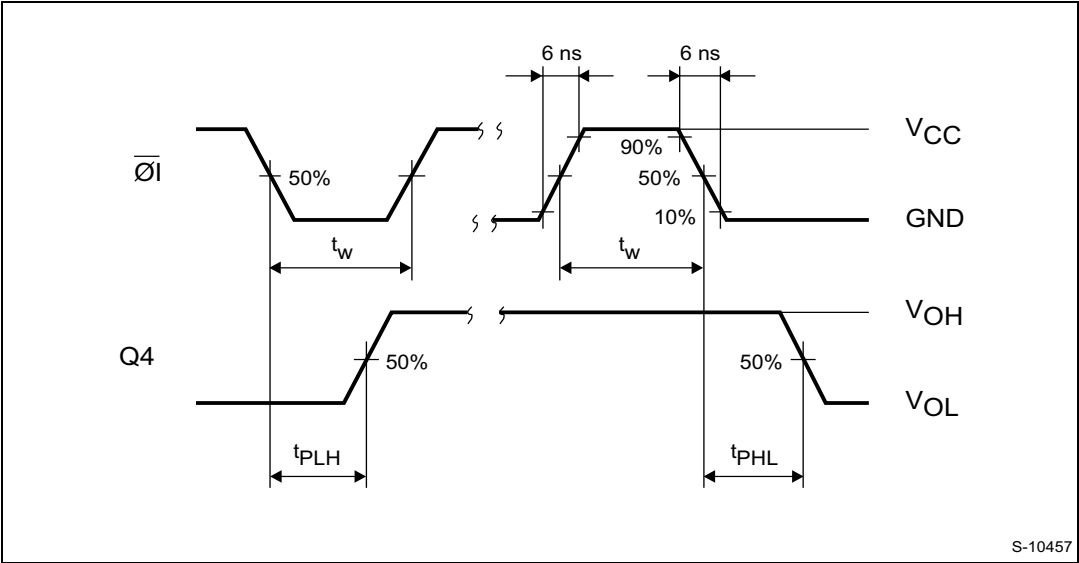 6 ns 6 ns
V_CC
90%
Ø̅I̅ 50% 50%
10% GND
t_w t_w
V_OH
Q4 50% 50%
V_OL
t_PLH t_PHL
S-10457